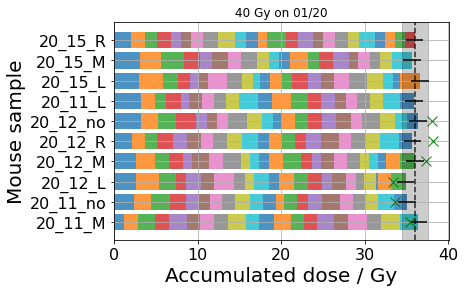 40 Gy on 01/20
Mouse sample
20_15_R
20_15_M
20_15_L
20_11_L
20_12_no
20_12_R
20_12_M
20_12_L
20_11_no
20_11_M
0 10 20 30 40
Accumulated dose / Gy